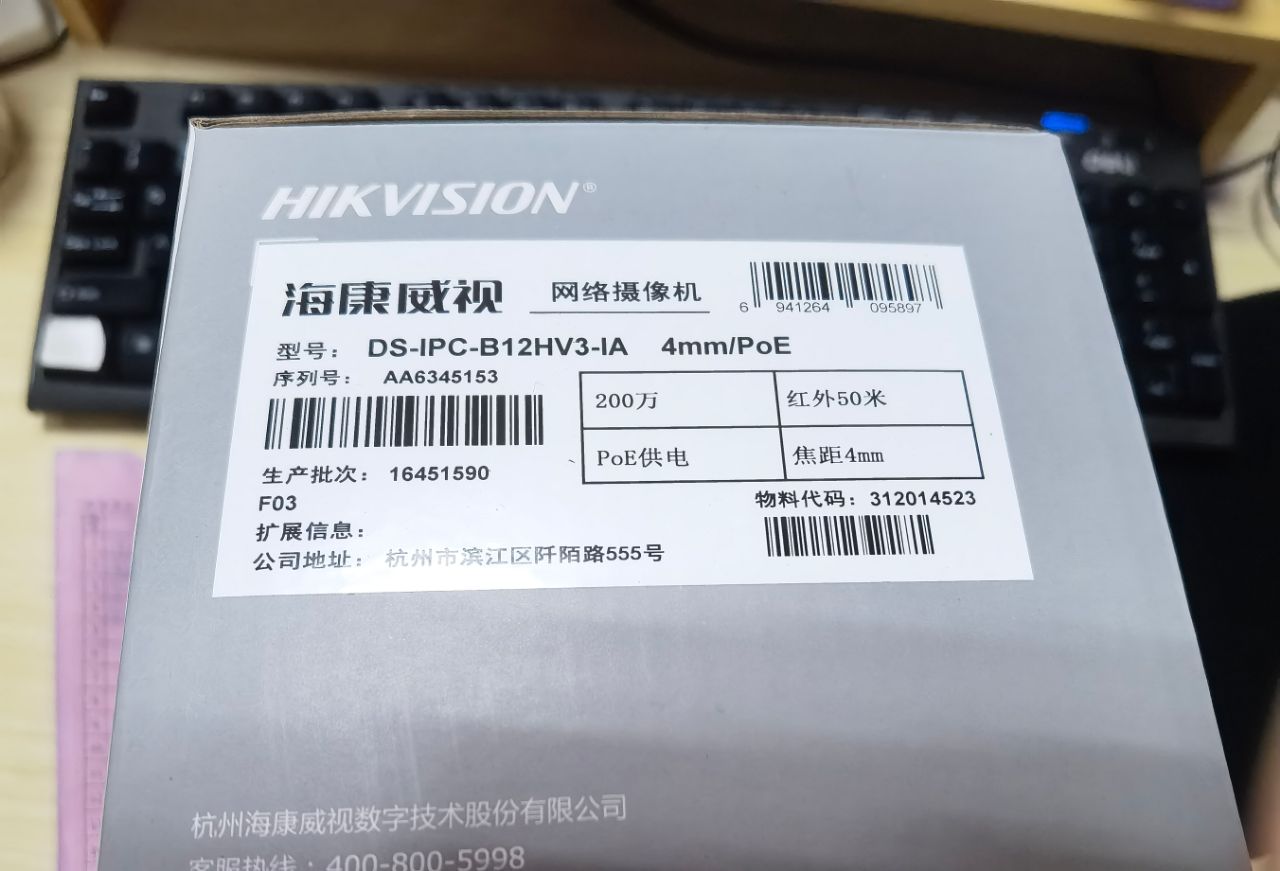 HIKVISION®
海康威视 网络摄像机
6 941264 095897
型号: DS-IPC-B12HV3-IA 4mm/PoE
序列号: AA6345153
200万 红外50米
PoE供电 焦距4mm
生产批次: 16451590
F03
物料代码: 312014523
扩展信息:
公司地址: 杭州市滨江区阡陌路555号
杭州海康威视数字技术股份有限公司
客服热线:400-800-5998